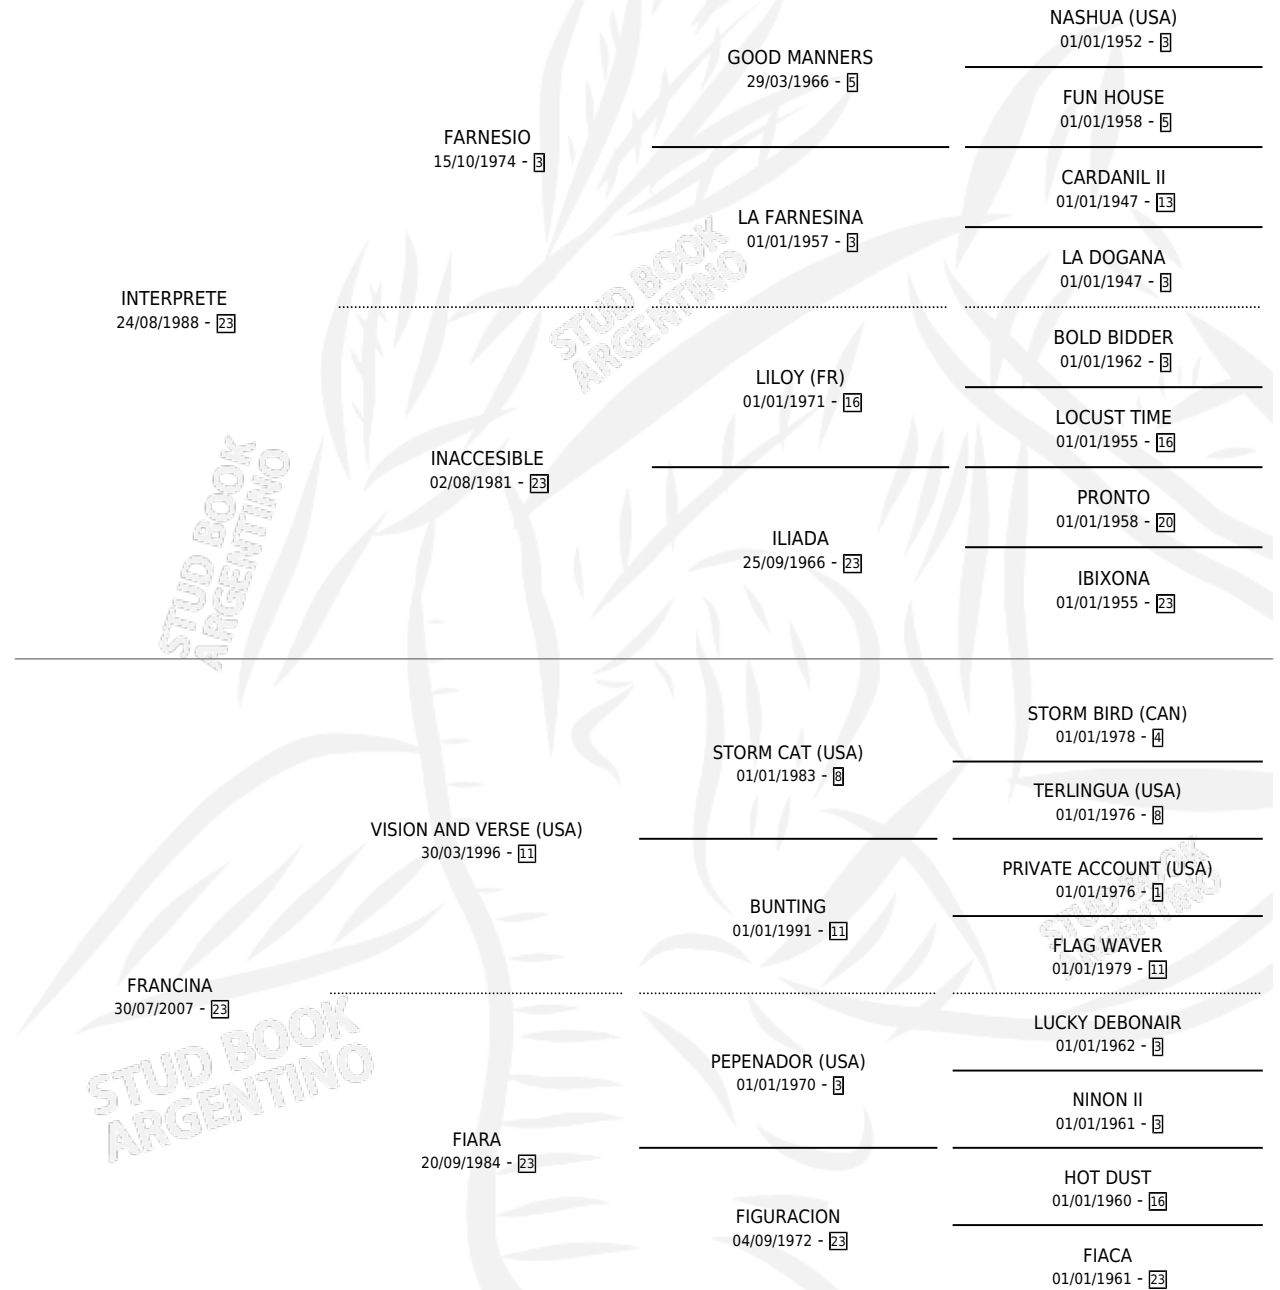 NASHUA (USA)
01/01/1952 - 3
GOOD MANNERS
29/03/1966 - 5
FUN HOUSE
01/01/1958 - 5
FARNESIO
15/10/1974 - 3
CARDANIL II
01/01/1947 - 13
LA FARNESINA
01/01/1957 - 3
LA DOGANA
01/01/1947 - 3
INTERPRETE
24/08/1988 - 23
BOLD BIDDER
01/01/1962 - 3
LILOY (FR)
01/01/1971 - 16
LOCUST TIME
01/01/1955 - 16
INACCESIBLE
02/08/1981 - 23
PRONTO
01/01/1958 - 20
ILIADA
25/09/1966 - 23
IBIXONA
01/01/1955 - 23
STUD BOOK
ARGENTINO
STUD BOOK
ARGENTINO
STORM BIRD (CAN)
01/01/1978 - 4
STORM CAT (USA)
01/01/1983 - 8
TERLINGUA (USA)
01/01/1976 - 8
VISION AND VERSE (USA)
30/03/1996 - 11
PRIVATE ACCOUNT (USA)
01/01/1976 - 1
BUNTING
01/01/1991 - 11
FLAG WAVER
01/01/1979 - 11
FRANCINA
30/07/2007 - 23
LUCKY DEBONAIR
01/01/1962 - 3
PEPENADOR (USA)
01/01/1970 - 3
NINON II
01/01/1961 - 3
FIARA
20/09/1984 - 23
HOT DUST
01/01/1960 - 16
FIGURACION
04/09/1972 - 23
FIACA
01/01/1961 - 23
STUD BOOK
ARGENTINO
STUD BOOK
ARGENTINO